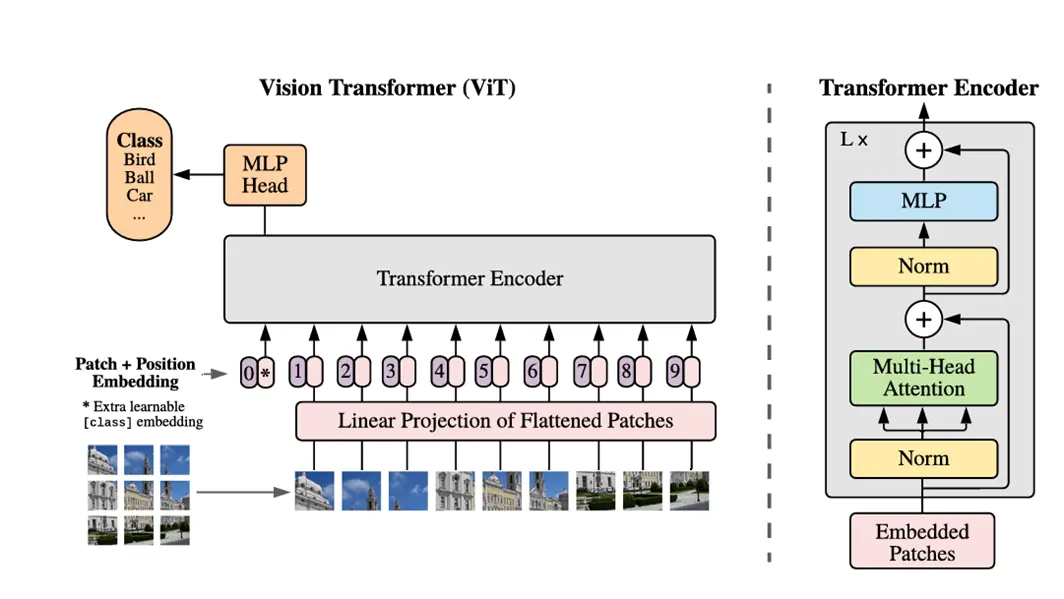 Vision Transformer (ViT)
Class
Bird
Ball
Car
...
MLP
Head
Transformer Encoder
Patch + Position
Embedding
* Extra learnable
[class] embedding
0 *
1
2
3
4
5
6
7
8
9
Linear Projection of Flattened Patches
Transformer Encoder
L x
+
MLP
Norm
+
Multi-Head
Attention
Norm
Embedded
Patches